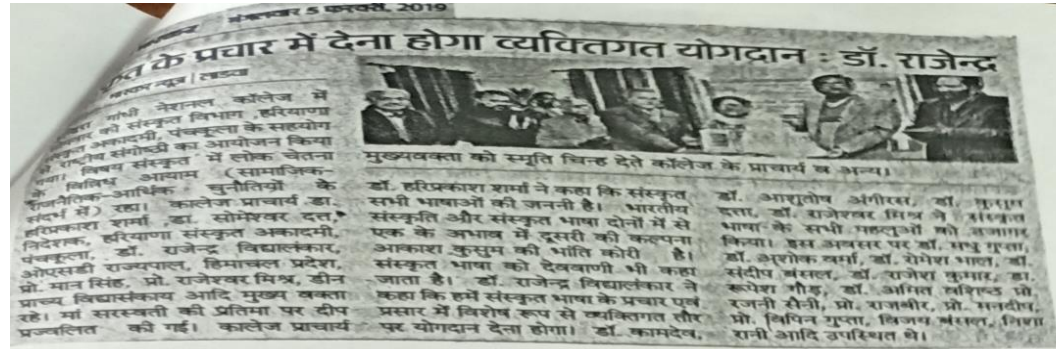 मंगलवार 5 फरवरी, 2019
के प्रचार में देना होगा व्यक्तिगत योगदान : डॉ. राजेन्द्र
भास्कर न्यूज | लाडवा
गांधी नेशनल कॉलेज में
को संस्कृत विभाग, हरियाणा
अकादमी, पंचकूला के सहयोग
राष्ट्रीय संगोष्ठी का आयोजन किया
गया। विषय संस्कृत में लोक चेतना
के विविध आयाम (सामाजिक-
राजनैतिक-आर्थिक चुनौतियों के
संदर्भ में) रहा। कालेज प्राचार्य डा.
हरिप्रकाश शर्मा, डा. सोमेश्वर दत्त,
निदेशक, हरियाणा संस्कृत अकादमी,
पंचकूला, डॉ. राजेन्द्र विद्यालंकार,
ओएसडी राज्यपाल, हिमाचल प्रदेश,
प्रो. मान सिंह, प्रो. राजेश्वर मिश्र, डीन
प्राच्य विद्यासंकाय आदि मुख्य वक्ता
रहे। मां सरस्वती की प्रतिमा पर दीप
प्रज्वलित की गई। कालेज प्राचार्य
मुख्यवक्ता को स्मृति चिन्ह देते कॉलेज के प्राचार्य व अन्य।
डॉ. हरिप्रकाश शर्मा ने कहा कि संस्कृत
सभी भाषाओं की जननी है। भारतीय
संस्कृति और संस्कृत भाषा दोनों में से
एक के अभाव में दूसरी की कल्पना
आकाश कुसुम की भांति कोरी है।
संस्कृत भाषा को देववाणी भी कहा
जाता है। डॉ. राजेन्द्र विद्यालंकार ने
कहा कि हमें संस्कृत भाषा के प्रचार एवं
प्रसार में विशेष रूप से व्यक्तिगत तौर
पर योगदान देना होगा। डॉ. कामदेव,
डॉ. आशुतोष अंगीरस, डॉ. कुसुम
दत्ता, डॉ. राजेश्वर मिश्र ने संस्कृत
भाषा के सभी पहलुओं को उजागर
किया। इस अवसर पर डॉ. मधु गुप्ता,
डॉ. अशोक वर्मा, डॉ. रोमेश भाल, डॉ.
संदीप बंसल, डॉ. राजेश कुमार, डा.
रूपेश गौड़, डॉ. अमित वशिष्ठ प्रो.
रजनी सैनी, प्रो. राजबीर, प्रो. मनदीप,
प्रो. विपिन गुप्ता, विजय बंसल, निशा
रानी आदि उपस्थित थे।